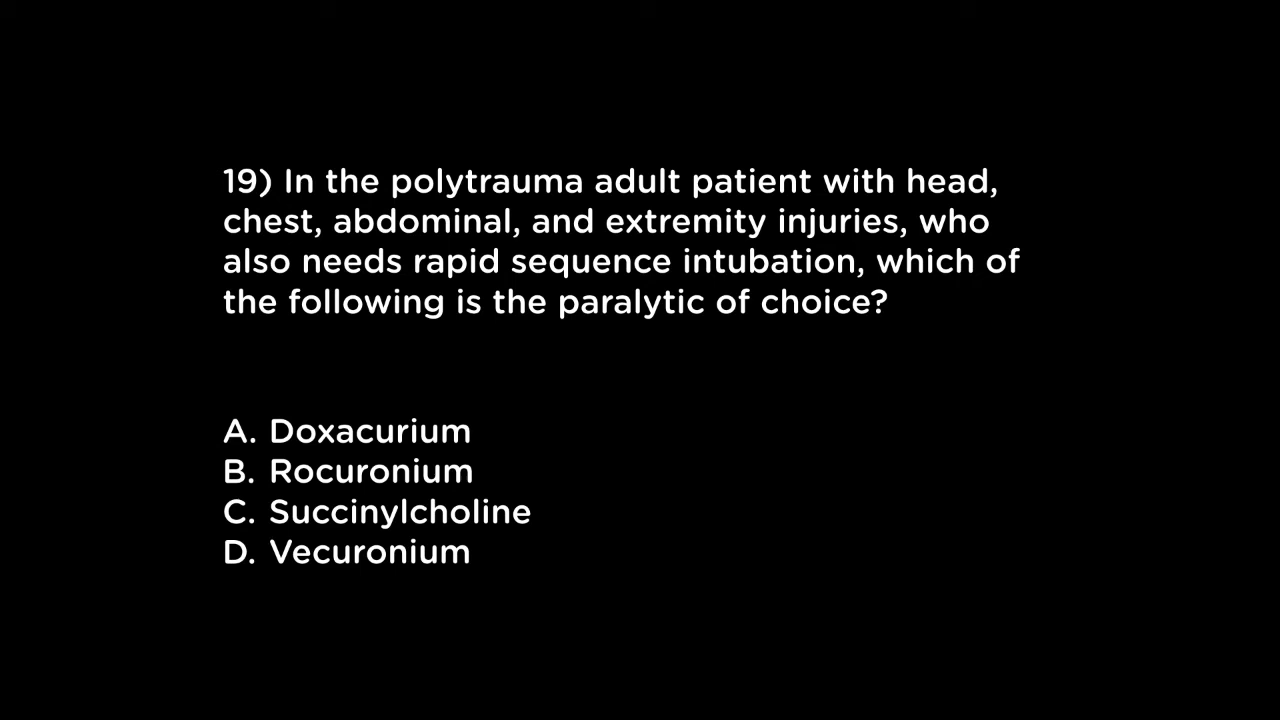 19) In the polytrauma adult patient with head,
chest, abdominal, and extremity injuries, who
also needs rapid sequence intubation, which of
the following is the paralytic of choice?
A. Doxacurium
B. Rocuronium
C. Succinylcholine
D. Vecuronium